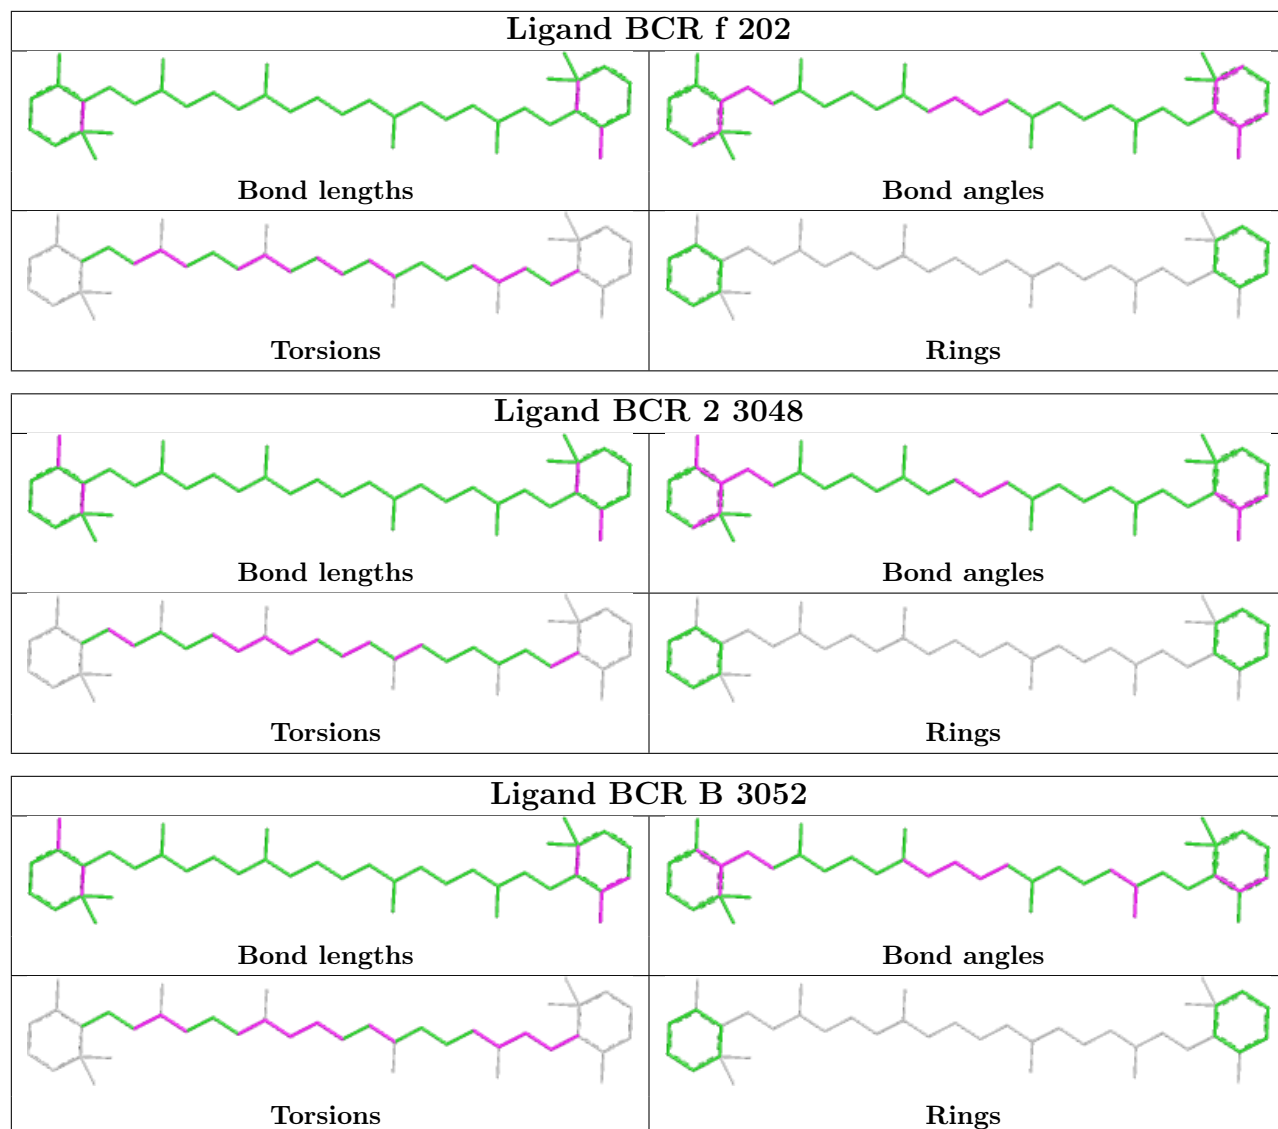 Ligand BCR f 202
Bond lengths
Bond angles
Torsions
Rings
Ligand BCR 2 3048
Bond lengths
Bond angles
Torsions
Rings
Ligand BCR B 3052
Bond lengths
Bond angles
Torsions
Rings